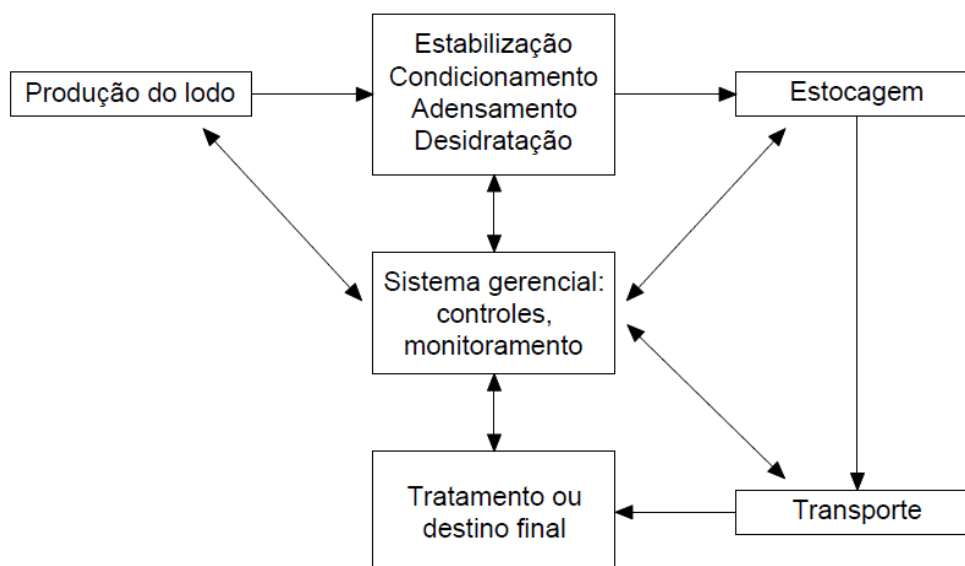 Produção do lodo
Estabilização
Condicionamento
Adensamento
Desidratação
Estocagem
Sistema gerencial:
controles,
monitoramento
Tratamento ou
destino final
Transporte